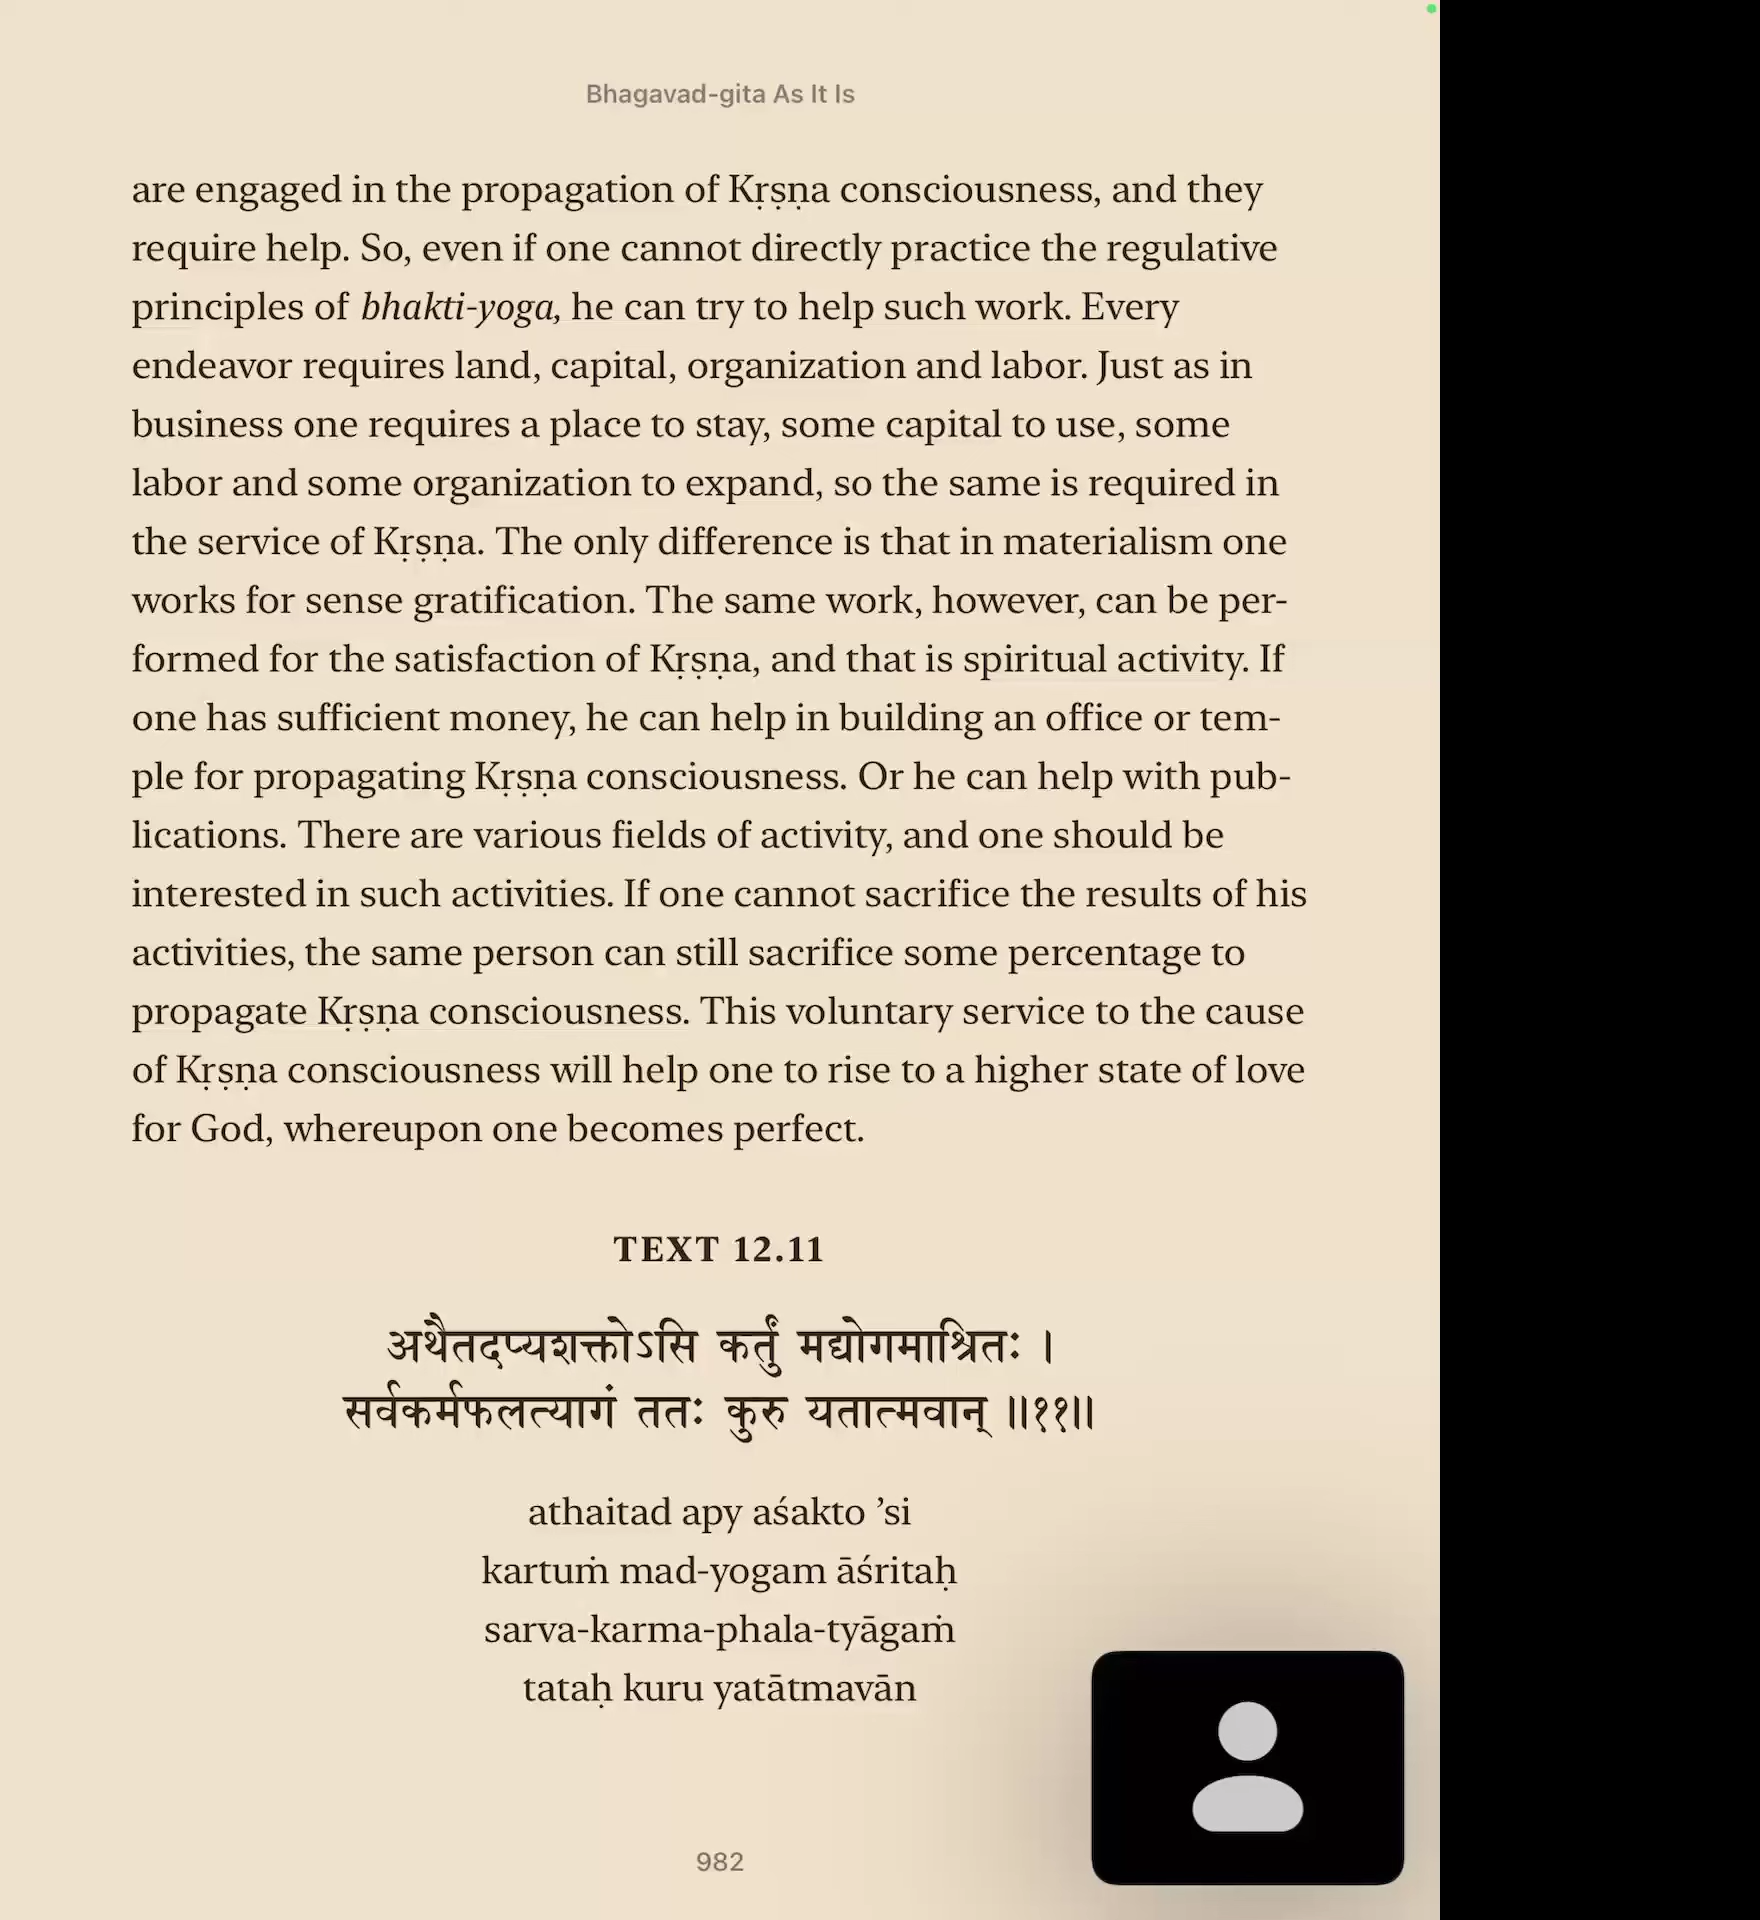 Bhagavad-gita As It Is
are engaged in the propagation of Kṛṣṇa consciousness, and they
require help. So, even if one cannot directly practice the regulative
principles of bhakti-yoga, he can try to help such work. Every
endeavor requires land, capital, organization and labor. Just as in
business one requires a place to stay, some capital to use, some
labor and some organization to expand, so the same is required in
the service of Kṛṣṇa. The only difference is that in materialism one
works for sense gratification. The same work, however, can be per-
formed for the satisfaction of Kṛṣṇa, and that is spiritual activity. If
one has sufficient money, he can help in building an office or tem-
ple for propagating Kṛṣṇa consciousness. Or he can help with pub-
lications. There are various fields of activity, and one should be
interested in such activities. If one cannot sacrifice the results of his
activities, the same person can still sacrifice some percentage to
propagate Kṛṣṇa consciousness. This voluntary service to the cause
of Kṛṣṇa consciousness will help one to rise to a higher state of love
for God, whereupon one becomes perfect.
TEXT 12.11
अथैतदप्यशक्तोऽसि कर्तुं मद्योगमाश्रितः ।
सर्वकर्मफलत्यागं ततः कुरु यतात्मवान् ॥११॥
athaitad apy aśakto ’si
kartuṁ mad-yogam āśritaḥ
sarva-karma-phala-tyāgaṁ
tataḥ kuru yatātmavān
982